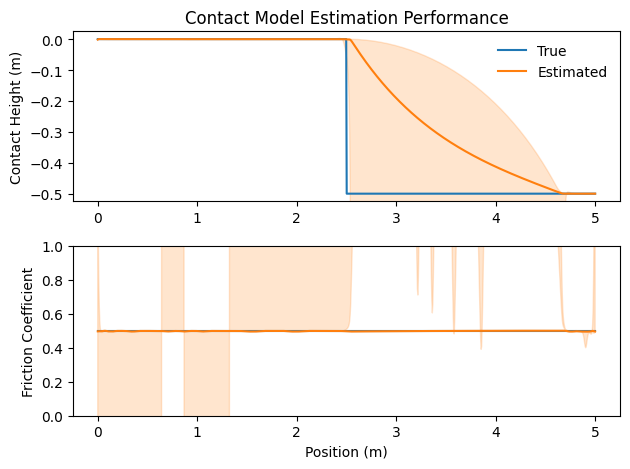 Contact Model Estimation Performance
Contact Height (m)
0.0
−0.1
−0.2
−0.3
−0.4
−0.5
True
Estimated
0 1 2 3 4 5
Friction Coefficient
1.0
0.8
0.6
0.4
0.2
0.0
0 1 2 3 4 5
Position (m)